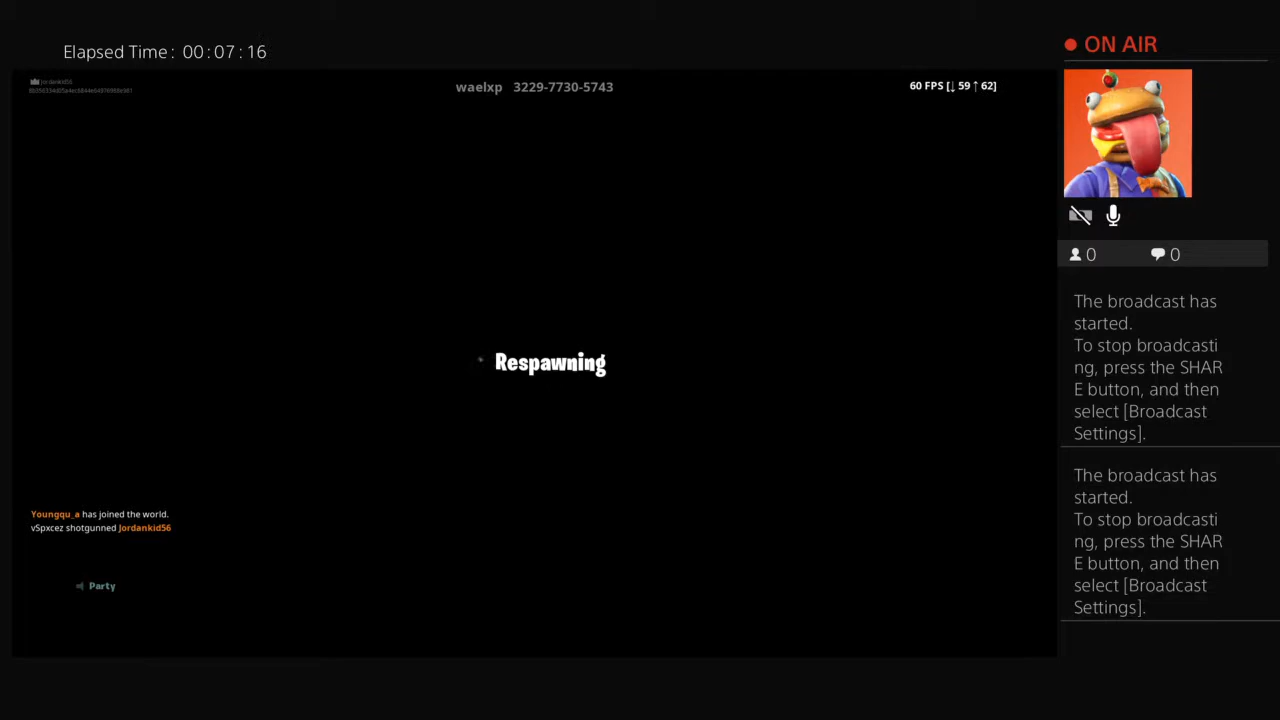 Elapsed Time: 00:07:16
ON AIR
Jordankid56
waelxp 3229-7730-5743
60 FPS [↓ 59 ↑ 62]
0 0
The broadcast has
started.
To stop broadcasti
ng, press the SHAR
E button, and then
select [Broadcast
Settings].
Respawning
The broadcast has
started.
To stop broadcasti
ng, press the SHAR
E button, and then
select [Broadcast
Settings].
Youngqu_a has joined the world.
vSpxcez shotgunned Jordankid56
Party